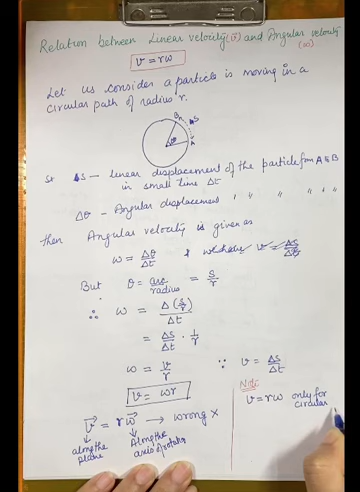 Relation between Linear velocity (v⃗) and Angular velocity (ω)
v = rω
Let us consider a particle is moving in a
circular path of radius r.
B ΔS
Δθ A
ΔS — linear displacement of the particle from A to B
in small time Δt
Δθ - Angular displacement " " " " "
then Angular velocity is given as
ω = Δθ/Δt & v = ΔS/Δt
But θ = arc/radius = S/r
∴ ω = Δ(S/r)/Δt
= ΔS/Δt · 1/r
ω = v/r ∵ v = ΔS/Δt
v = ωr
v⃗ = rω⃗ → wrong ×
along the plane
Along the axis of rotation
Note:
v = rω only for
circular